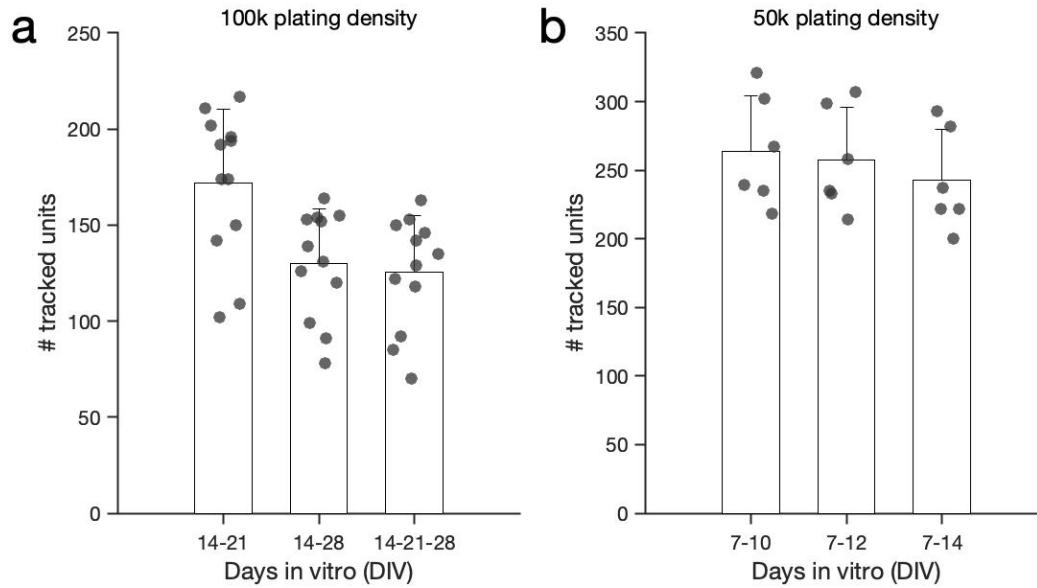 a
100k plating density
250
200
150
100
50
0
# tracked units
14-21
14-28
14-21-28
Days in vitro (DIV)
b
50k plating density
350
300
250
200
150
100
50
0
# tracked units
7-10
7-12
7-14
Days in vitro (DIV)